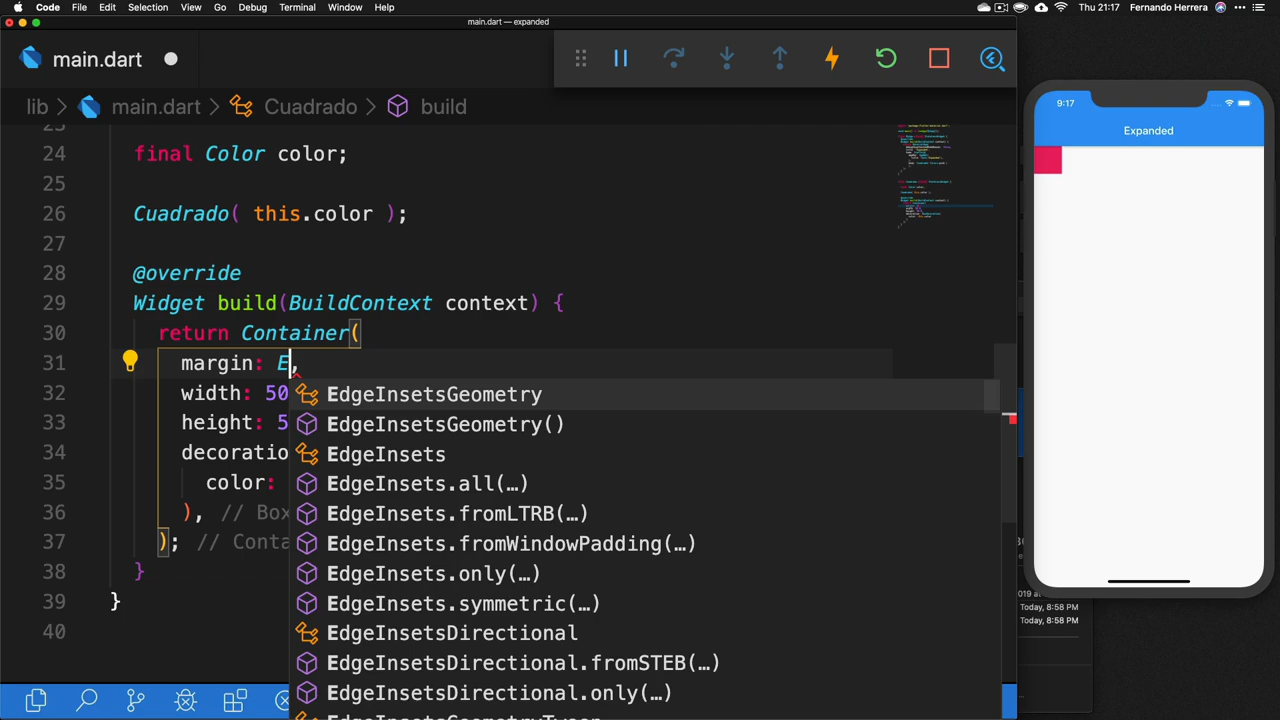 Code File Edit Selection View Go Debug Terminal Window Help Thu 21:17 Fernando Herrera
main.dart — expanded
main.dart
lib main.dart Cuadrado build
23
24 final Color color;
25
26 Cuadrado( this.color );
27
28 @override
29 Widget build(BuildContext context) {
30 return Container(
31 margin: E,
32 width: 50
33 height: 5
34 decoratio
35 color:
36 ), // Box
37 ); // Conta
38 }
39 }
40
EdgeInsetsGeometry
EdgeInsetsGeometry()
EdgeInsets
EdgeInsets.all(…)
EdgeInsets.fromLTRB(…)
EdgeInsets.fromWindowPadding(…)
EdgeInsets.only(…)
EdgeInsets.symmetric(…)
EdgeInsetsDirectional
EdgeInsetsDirectional.fromSTEB(…)
EdgeInsetsDirectional.only(…)
EdgeInsetsGeometryTween
9:17
Expanded
019 at
Today, 8:58 PM
Today, 8:58 PM